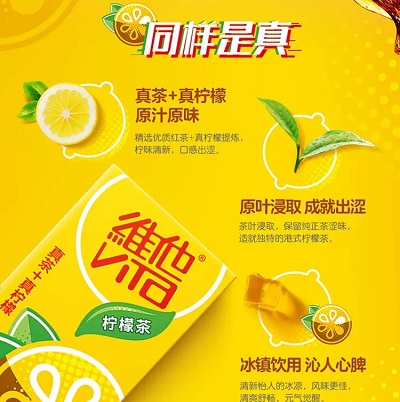 同样是真
真茶+真柠檬
原汁原味
精选优质红茶+真柠檬提炼，
柠味清新，口感出涩。
原叶浸取 成就出涩
茶叶浸取，保留纯正茶涩味，
造就独特的港式柠檬茶。
維他
VITA
®
柠檬茶
真茶+真柠檬
冰镇饮用 沁人心脾
清新怡人的冰凉，风味更佳，
清爽舒畅，元气觉醒。